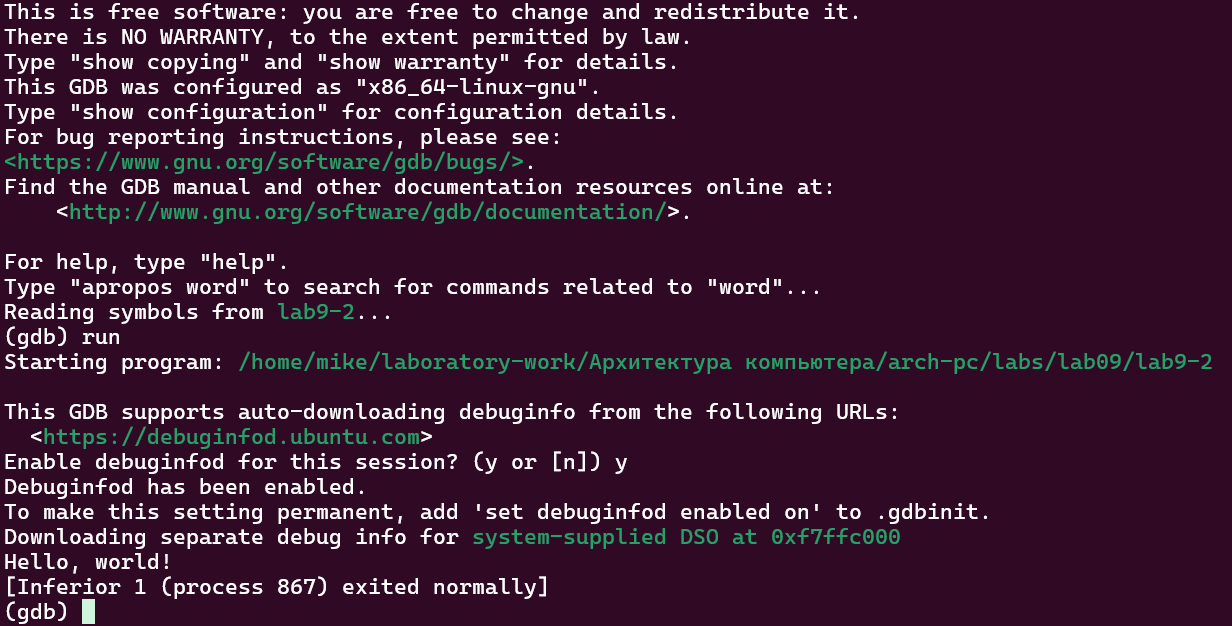 This is free software: you are free to change and redistribute it.
There is NO WARRANTY, to the extent permitted by law.
Type "show copying" and "show warranty" for details.
This GDB was configured as "x86_64-linux-gnu".
Type "show configuration" for configuration details.
For bug reporting instructions, please see:
<https://www.gnu.org/software/gdb/bugs/>.
Find the GDB manual and other documentation resources online at:
    <http://www.gnu.org/software/gdb/documentation/>.

For help, type "help".
Type "apropos word" to search for commands related to "word"...
Reading symbols from lab9-2...
(gdb) run
Starting program: /home/mike/laboratory-work/Архитектура компьютера/arch-pc/labs/lab09/lab9-2

This GDB supports auto-downloading debuginfo from the following URLs:
  <https://debuginfod.ubuntu.com>
Enable debuginfod for this session? (y or [n]) y
Debuginfod has been enabled.
To make this setting permanent, add 'set debuginfod enabled on' to .gdbinit.
Downloading separate debug info for system-supplied DSO at 0xf7ffc000
Hello, world!
[Inferior 1 (process 867) exited normally]
(gdb)